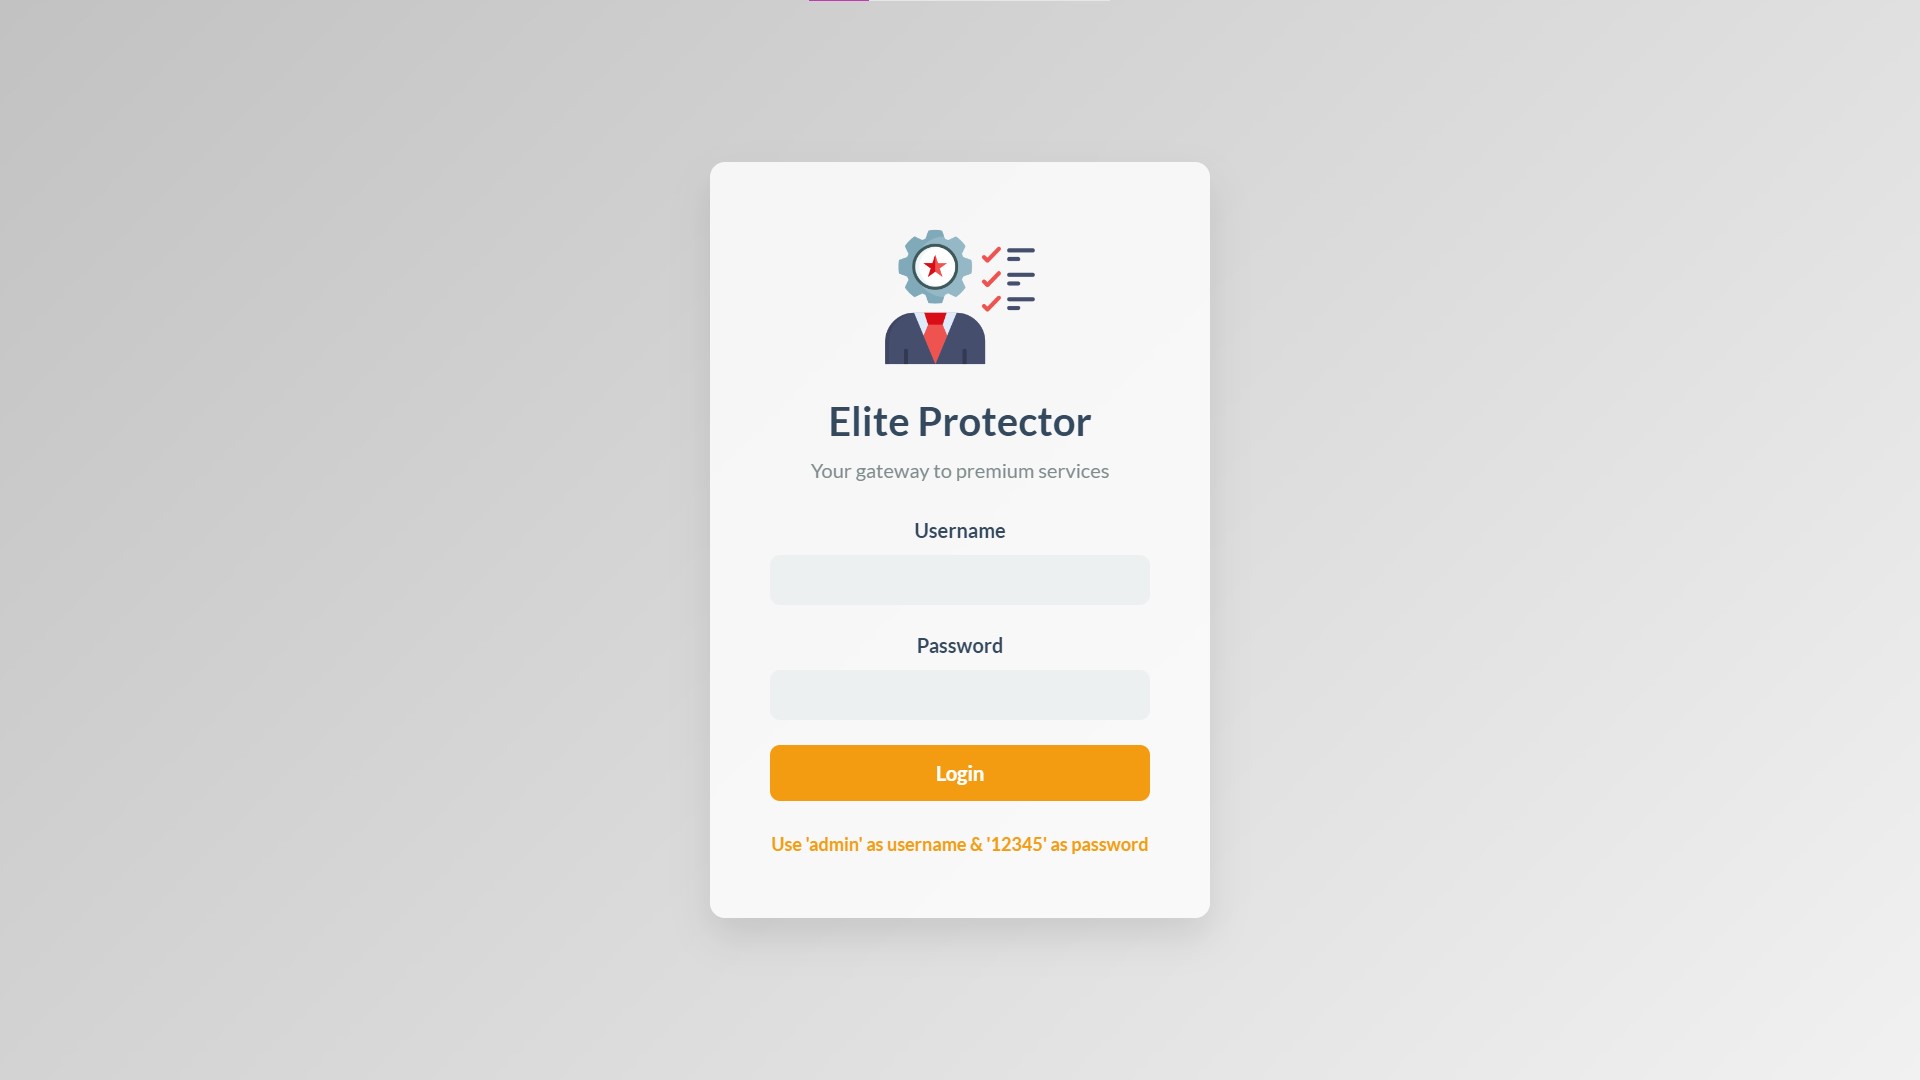 Elite Protector
Your gateway to premium services
Username
Password
Login
Use 'admin' as username & '12345' as password